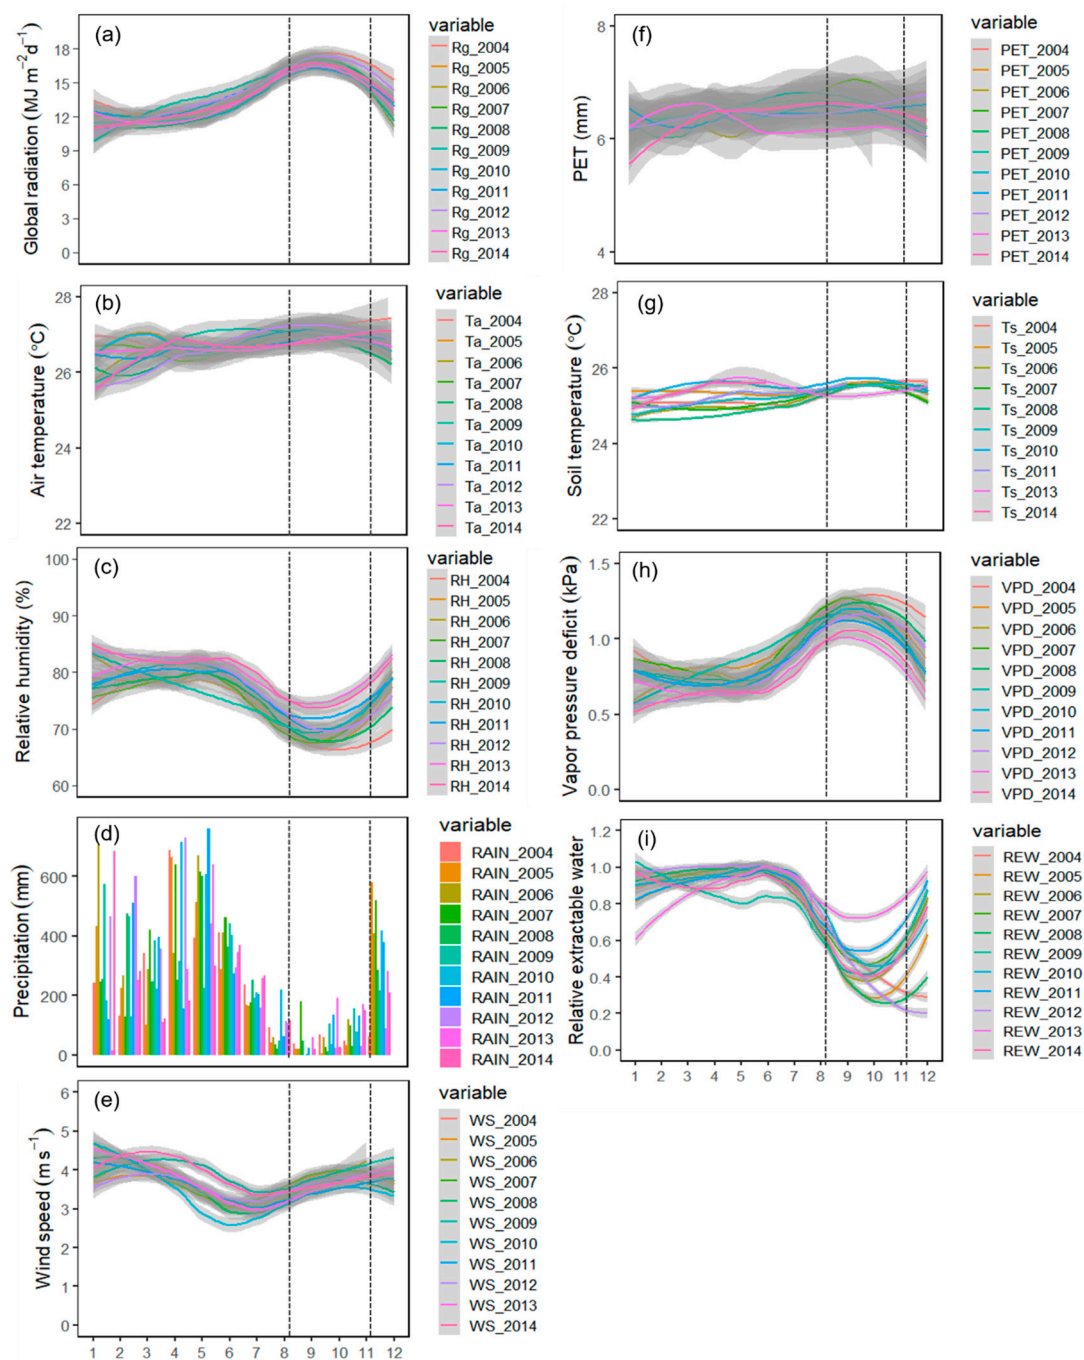 (a)
Global radiation (MJ m⁻²d⁻¹)
18
15
12
9
6
3
0
variable
Rg_2004
Rg_2005
Rg_2006
Rg_2007
Rg_2008
Rg_2009
Rg_2010
Rg_2011
Rg_2012
Rg_2013
Rg_2014
(b)
Air temperature (°C)
28
26
24
22
variable
Ta_2004
Ta_2005
Ta_2006
Ta_2007
Ta_2008
Ta_2009
Ta_2010
Ta_2011
Ta_2012
Ta_2013
Ta_2014
(c)
Relative humidity (%)
100
90
80
70
60
variable
RH_2004
RH_2005
RH_2006
RH_2007
RH_2008
RH_2009
RH_2010
RH_2011
RH_2012
RH_2013
RH_2014
(d)
Precipitation (mm)
600
400
200
0
variable
RAIN_2004
RAIN_2005
RAIN_2006
RAIN_2007
RAIN_2008
RAIN_2009
RAIN_2010
RAIN_2011
RAIN_2012
RAIN_2013
RAIN_2014
(e)
Wind speed (m s⁻¹)
6
5
4
3
2
1
0
1 2 3 4 5 6 7 8 9 10 11 12
variable
WS_2004
WS_2005
WS_2006
WS_2007
WS_2008
WS_2009
WS_2010
WS_2011
WS_2012
WS_2013
WS_2014
(f)
PET (mm)
8
6
4
variable
PET_2004
PET_2005
PET_2006
PET_2007
PET_2008
PET_2009
PET_2010
PET_2011
PET_2012
PET_2013
PET_2014
(g)
Soil temperature (°C)
28
26
24
22
variable
Ts_2004
Ts_2005
Ts_2006
Ts_2007
Ts_2008
Ts_2009
Ts_2010
Ts_2011
Ts_2013
Ts_2014
(h)
Vapor pressure deficit (kPa)
1.5
1.0
0.5
0.0
variable
VPD_2004
VPD_2005
VPD_2006
VPD_2007
VPD_2008
VPD_2009
VPD_2010
VPD_2011
VPD_2012
VPD_2013
VPD_2014
(i)
Relative extractable water
1.2
1.0
0.8
0.6
0.4
0.2
0.0
1 2 3 4 5 6 7 8 9 10 11 12
variable
REW_2004
REW_2005
REW_2006
REW_2007
REW_2008
REW_2009
REW_2010
REW_2011
REW_2012
REW_2013
REW_2014